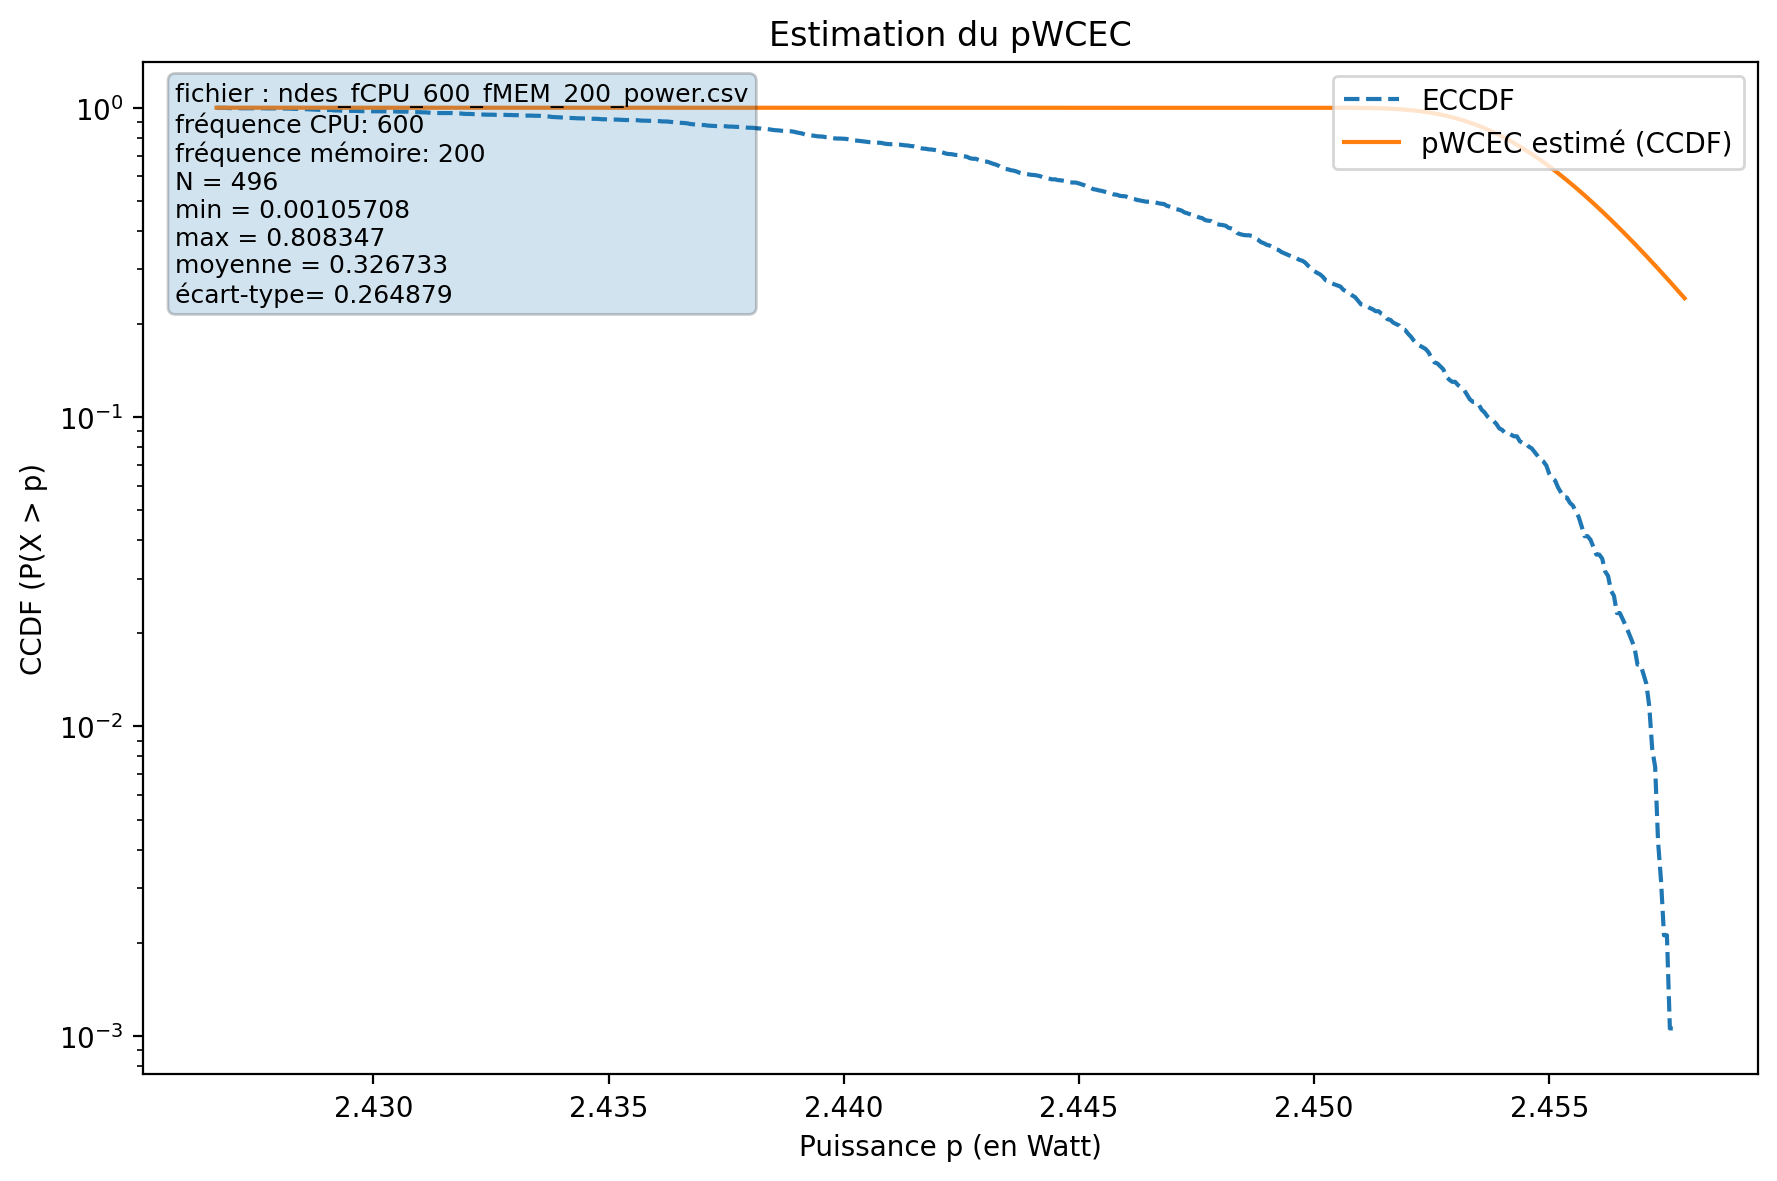 Estimation du pWCEC
fichier : ndes_fCPU_600_fMEM_200_power.csv
fréquence CPU: 600
fréquence mémoire: 200
N = 496
min = 0.00105708
max = 0.808347
moyenne = 0.326733
écart-type= 0.264879
ECCDF
pWCEC estimé (CCDF)
CCDF (P(X > p)
10⁰
10⁻¹
10⁻²
10⁻³
2.430 2.435 2.440 2.445 2.450 2.455
Puissance p (en Watt)